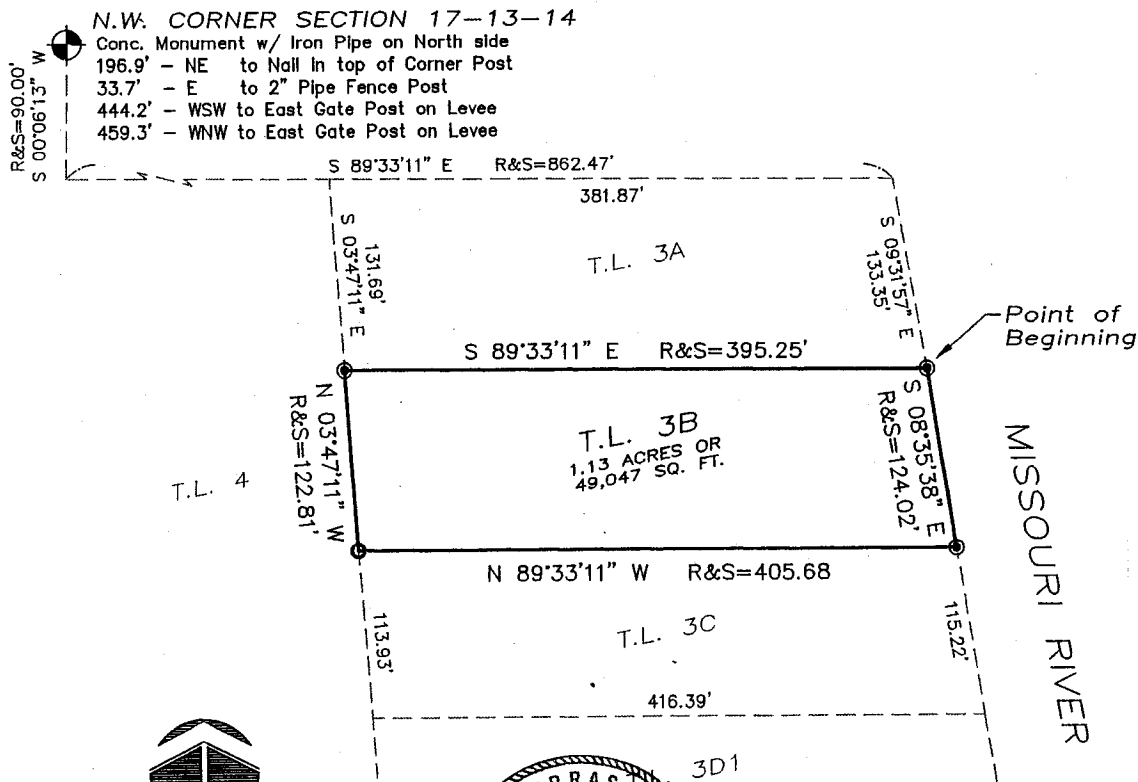 N.W. CORNER SECTION 17-13-14
Conc. Monument w/ Iron Pipe on North side
196.9' - NE to Nail in top of Corner Post
33.7' - E to 2" Pipe Fence Post
444.2' - WSW to East Gate Post on Levee
459.3' - WNW to East Gate Post on Levee
R&S=90.00'
S 00°06'13" W
S 89°33'11" E R&S=862.47'
381.87'
131.69'
S 03°47'11" E
T.L. 3A
S 09°31'57" E
133.35'
Point of
Beginning
S 89°33'11" E R&S=395.25'
N 03°47'11" W
R&S=122.81'
T.L. 3B
1.13 ACRES OR
49,047 SQ. FT.
S 08°35'38" E
R&S=124.02'
T.L. 4
MISSOURI RIVER
N 89°33'11" W R&S=405.68
113.93'
T.L. 3C
115.22'
416.39'
3D1